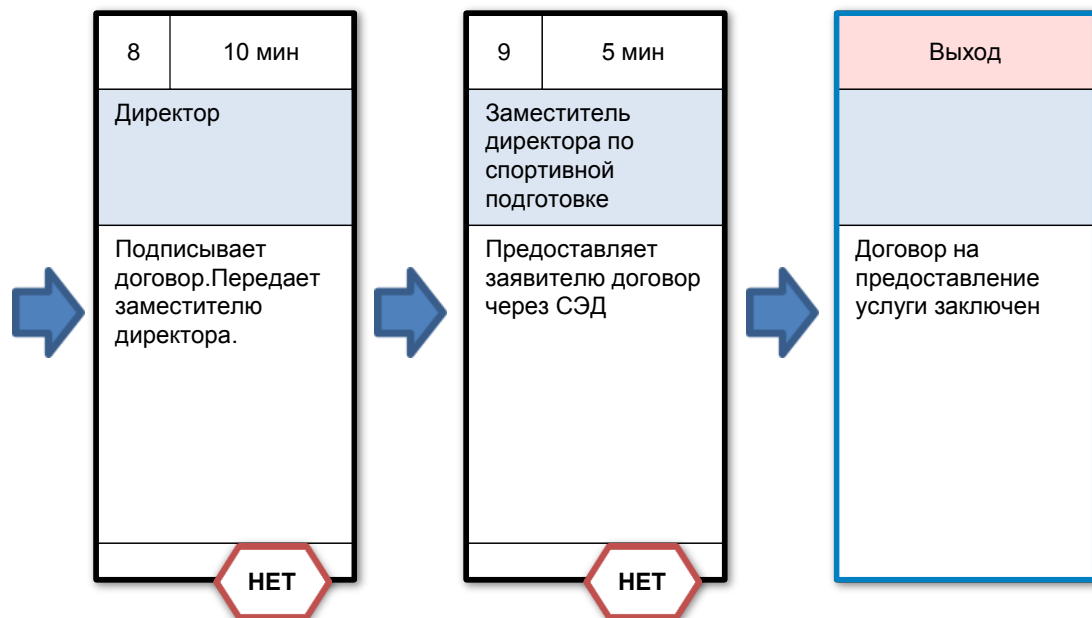 8
10 мин
Директор
Подписывает
договор.Передает
заместителю
директора.
НЕТ
9
5 мин
Заместитель
директора по
спортивной
подготовке
Предоставляет
заявителю договор
через СЭД
НЕТ
Выход
Договор на
предоставление
услуги заключен